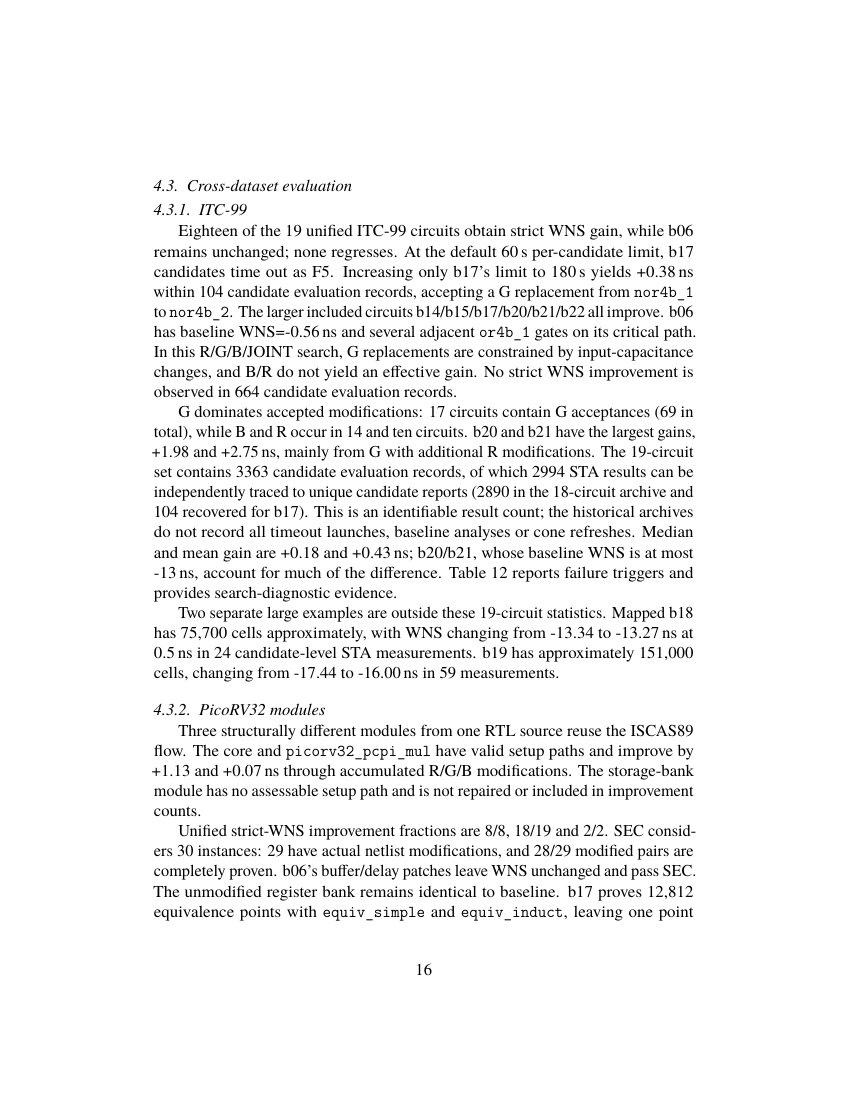 4.3. Cross-dataset evaluation
4.3.1. ITC-99
Eighteen of the 19 unified ITC-99 circuits obtain strict WNS gain, while b06
remains unchanged; none regresses. At the default 60 s per-candidate limit, b17
candidates time out as F5. Increasing only b17's limit to 180 s yields +0.38 ns
within 104 candidate evaluation records, accepting a G replacement from nor4b_1
to nor4b_2. The larger included circuits b14/b15/b17/b20/b21/b22 all improve. b06
has baseline WNS=-0.56 ns and several adjacent or4b_1 gates on its critical path.
In this R/G/B/JOINT search, G replacements are constrained by input-capacitance
changes, and B/R do not yield an effective gain. No strict WNS improvement is
observed in 664 candidate evaluation records.
G dominates accepted modifications: 17 circuits contain G acceptances (69 in
total), while B and R occur in 14 and ten circuits. b20 and b21 have the largest gains,
+1.98 and +2.75 ns, mainly from G with additional R modifications. The 19-circuit
set contains 3363 candidate evaluation records, of which 2994 STA results can be
independently traced to unique candidate reports (2890 in the 18-circuit archive and
104 recovered for b17). This is an identifiable result count; the historical archives
do not record all timeout launches, baseline analyses or cone refreshes. Median
and mean gain are +0.18 and +0.43 ns; b20/b21, whose baseline WNS is at most
-13 ns, account for much of the difference. Table 12 reports failure triggers and
provides search-diagnostic evidence.
Two separate large examples are outside these 19-circuit statistics. Mapped b18
has 75,700 cells approximately, with WNS changing from -13.34 to -13.27 ns at
0.5 ns in 24 candidate-level STA measurements. b19 has approximately 151,000
cells, changing from -17.44 to -16.00 ns in 59 measurements.
4.3.2. PicoRV32 modules
Three structurally different modules from one RTL source reuse the ISCAS89
flow. The core and picorv32_pcpi_mul have valid setup paths and improve by
+1.13 and +0.07 ns through accumulated R/G/B modifications. The storage-bank
module has no assessable setup path and is not repaired or included in improvement
counts.
Unified strict-WNS improvement fractions are 8/8, 18/19 and 2/2. SEC consid-
ers 30 instances: 29 have actual netlist modifications, and 28/29 modified pairs are
completely proven. b06's buffer/delay patches leave WNS unchanged and pass SEC.
The unmodified register bank remains identical to baseline. b17 proves 12,812
equivalence points with equiv_simple and equiv_induct, leaving one point
16